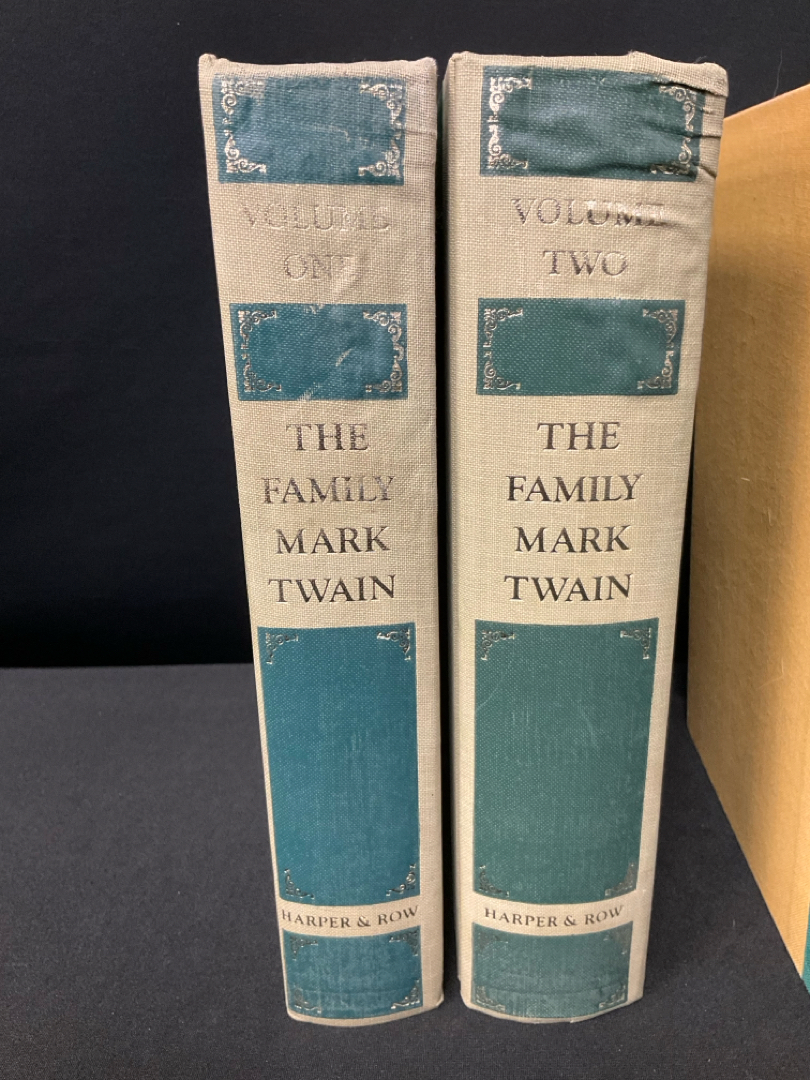 VOLUME
ONE
THE
FAMILY
MARK
TWAIN
HARPER & ROW
VOLUME
TWO
THE
FAMILY
MARK
TWAIN
HARPER & ROW